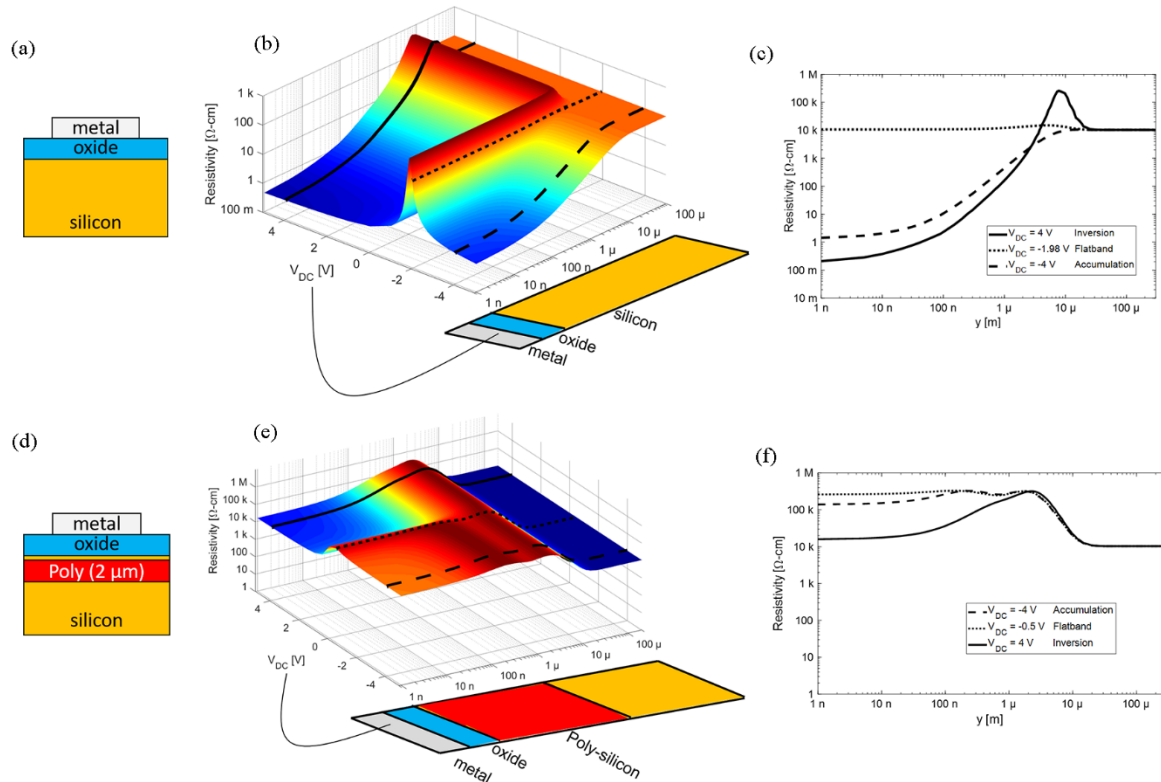 (a)
metal
oxide
silicon
(b)
Resistivity [Ω-cm]
1 k
100
10
1
100 m
4
2
0
-2
-4
V_DC [V]
100 μ
10 μ
1 μ
100 n
10 n
1 n
silicon
oxide
metal
(c)
Resistivity [Ω-cm]
1 M
100 k
10 k
1 k
100
10
1
100 m
10 m
V_DC = 4 V Inversion
V_DC = -1.98 V Flatband
V_DC = -4 V Accumulation
1 n
10 n
100 n
1 μ
10 μ
100 μ
y [m]
(d)
metal
oxide
Poly (2 μm)
silicon
(e)
Resistivity [Ω-cm]
1 M
100 k
10 k
1 k
100
10
1
4
2
0
-2
-4
V_DC [V]
100 μ
10 μ
1 μ
100 n
10 n
1 n
Poly-silicon
oxide
metal
(f)
Resistivity [Ω-cm]
1 M
100 k
10 k
1 k
100
10
1
V_DC = -4 V Accumulation
V_DC = -0.5 V Flatband
V_DC = 4 V Inversion
1 n
10 n
100 n
1 μ
10 μ
100 μ
y [m]